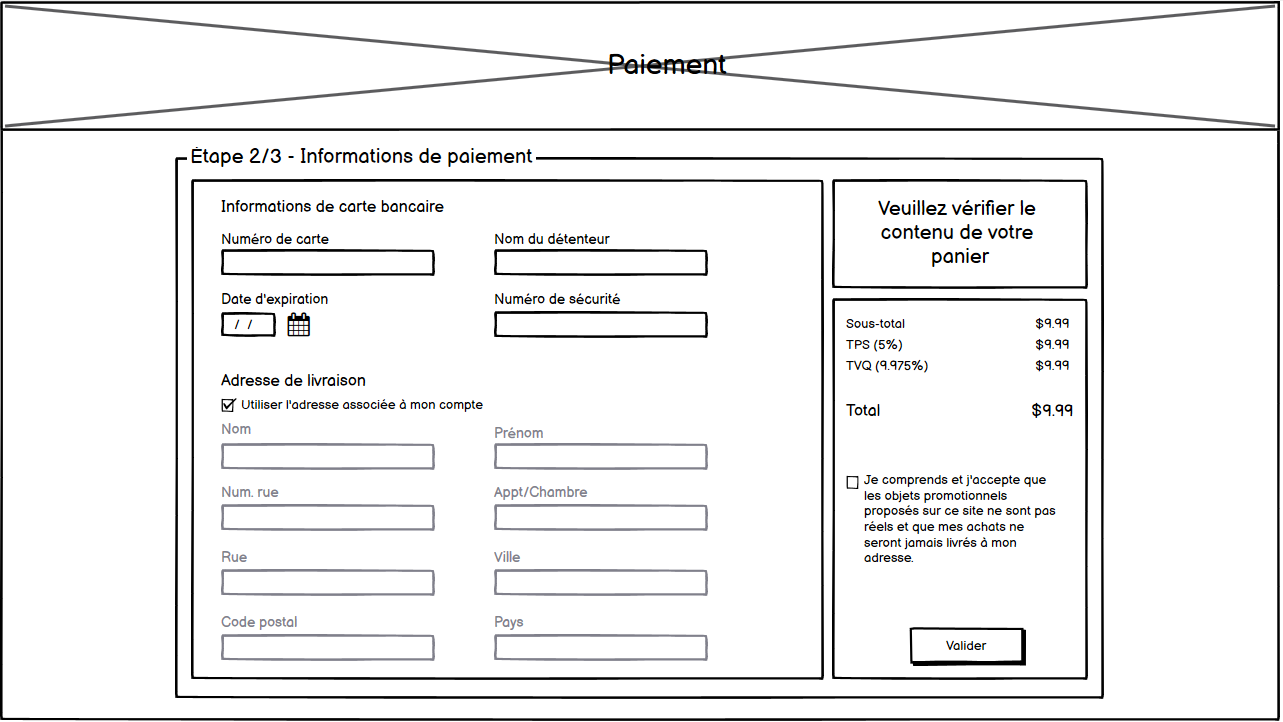 Paiement
Étape 2/3 - Informations de paiement
Informations de carte bancaire
Numéro de carte
Nom du détenteur
Date d'expiration
Numéro de sécurité
/ /
Adresse de livraison
Utiliser l'adresse associée à mon compte
Nom
Prénom
Num. rue
Appt/Chambre
Rue
Ville
Code postal
Pays
Veuillez vérifier le
contenu de votre
panier
Sous-total $9.99
TPS (5%) $9.99
TVQ (9.975%) $9.99
Total $9.99
Je comprends et j'accepte que
les objets promotionnels
proposés sur ce site ne sont pas
réels et que mes achats ne
seront jamais livrés à mon
adresse.
Valider